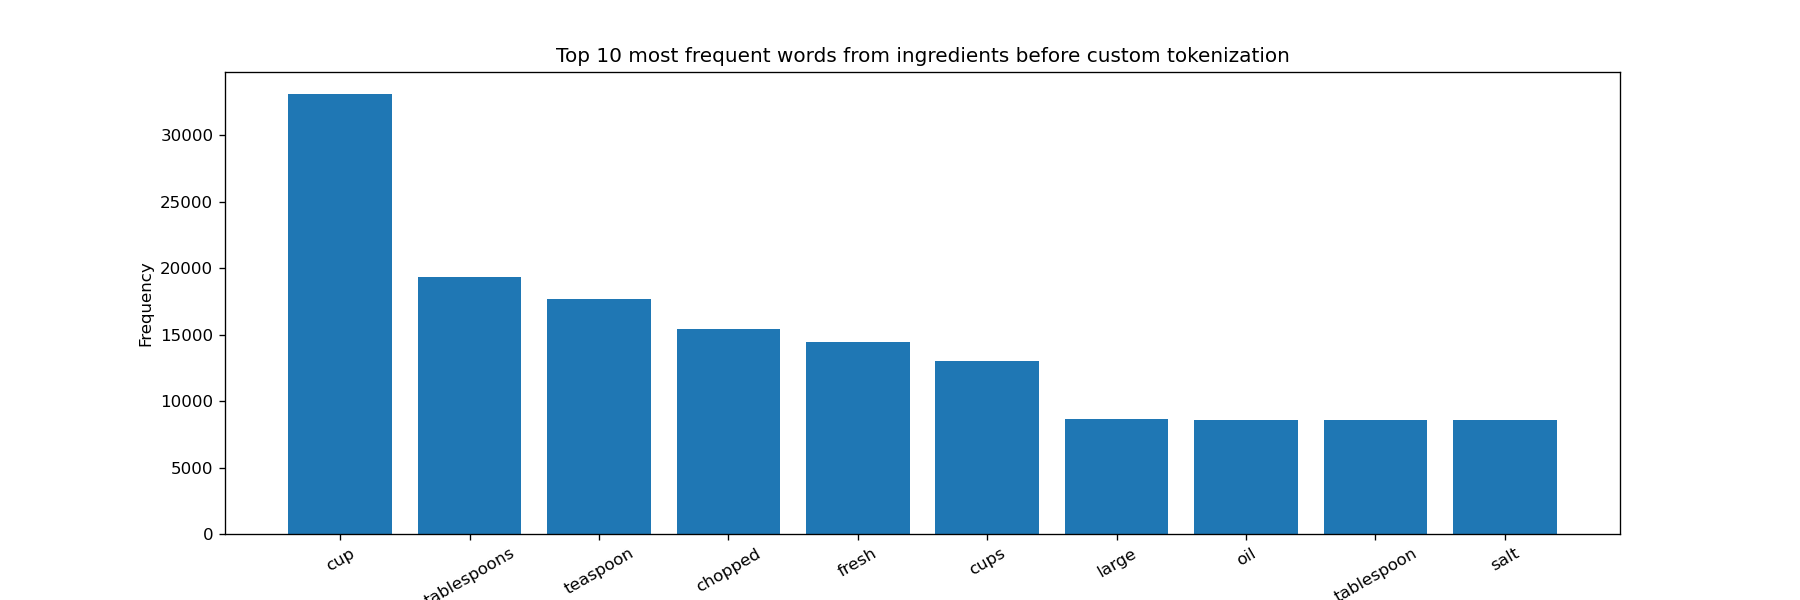 Top 10 most frequent words from ingredients before custom tokenization
Frequency
30000
25000
20000
15000
10000
5000
0
cup
tablespoons
teaspoon
chopped
fresh
cups
large
oil
tablespoon
salt